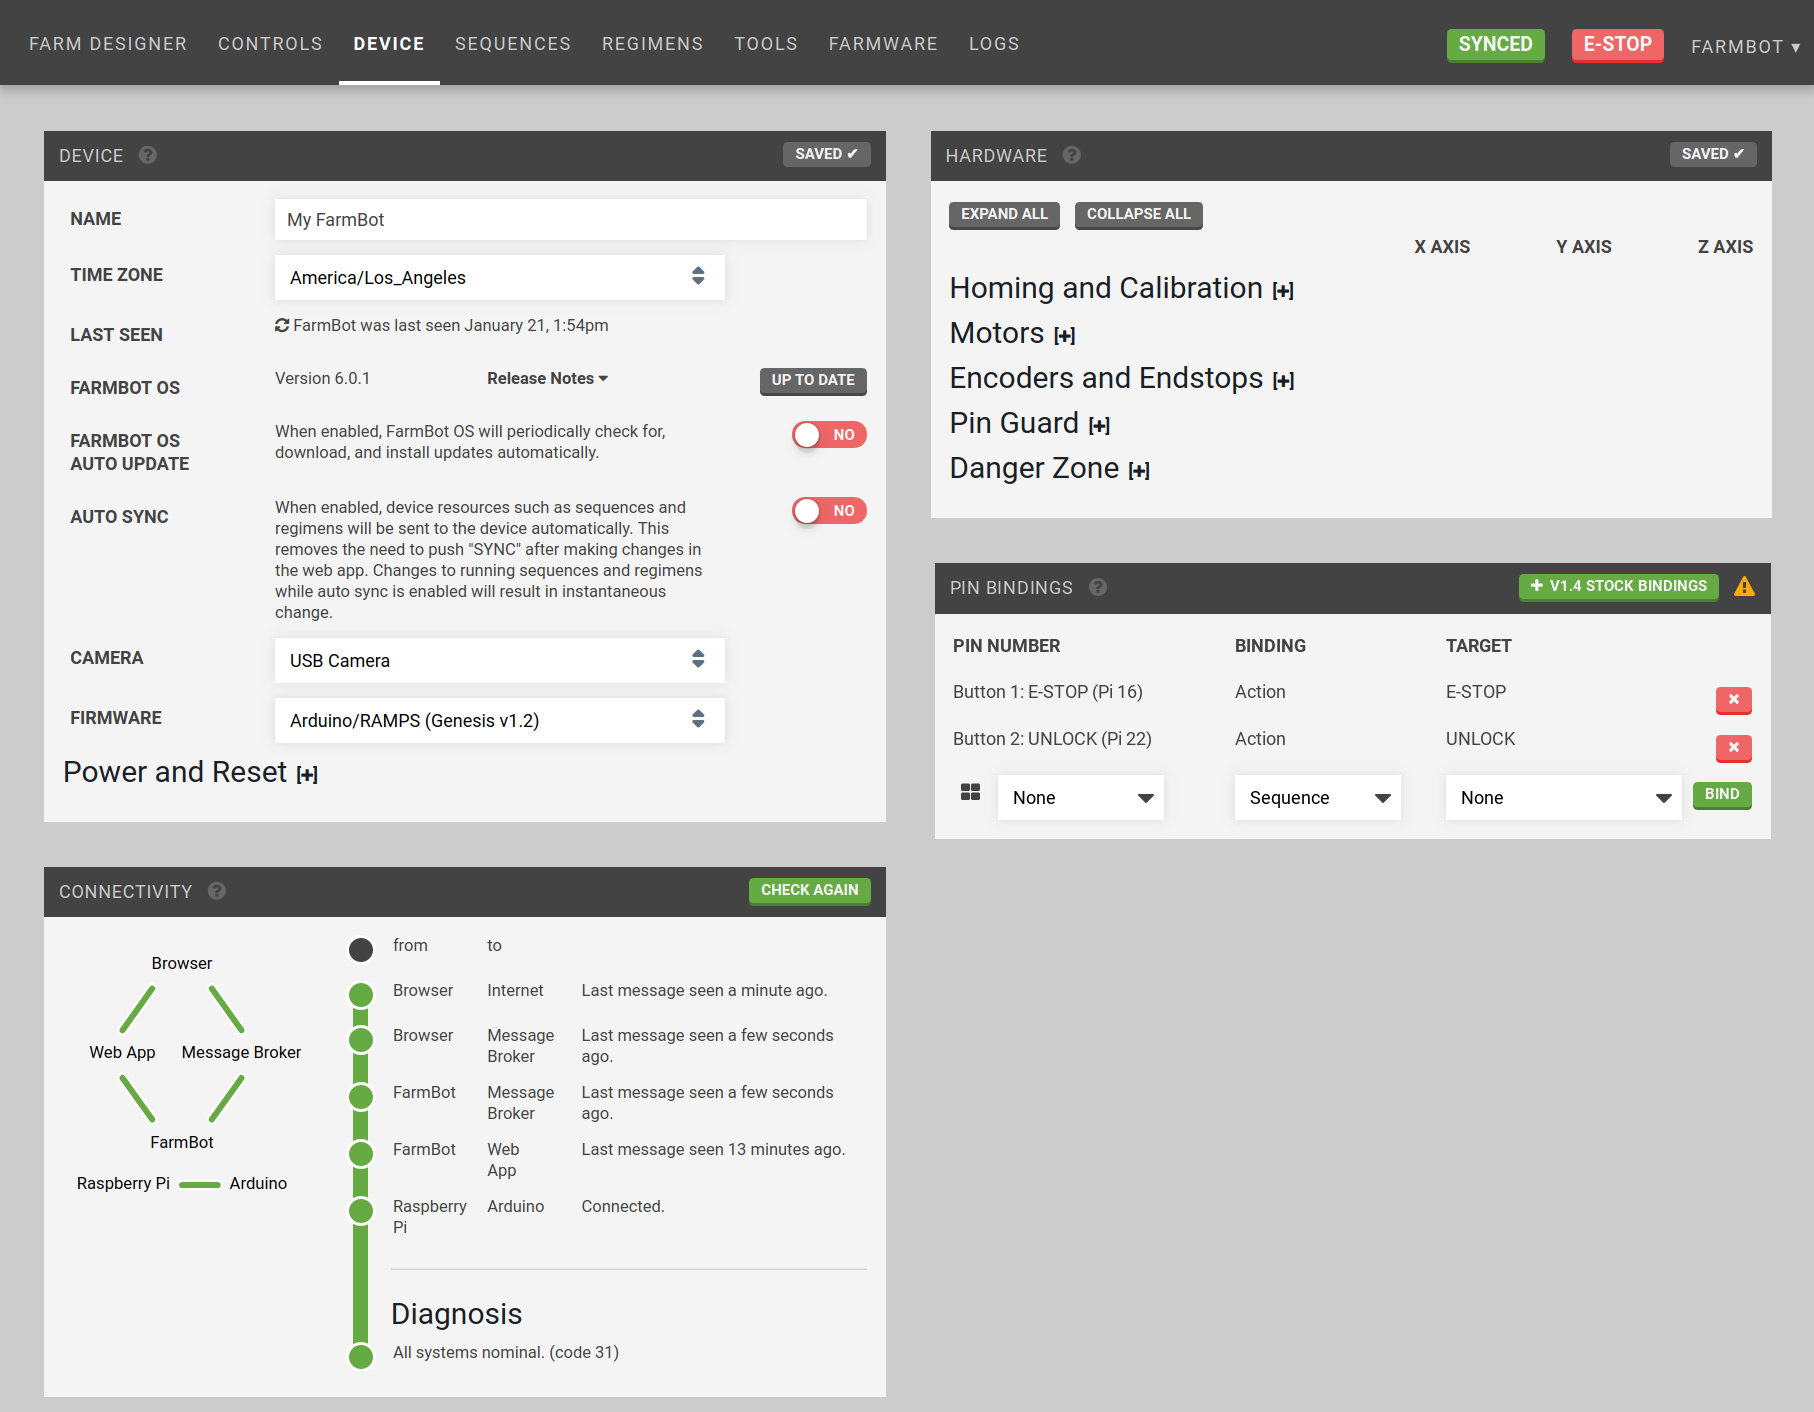 FARM DESIGNER CONTROLS DEVICE SEQUENCES REGIMENS TOOLS FARMWARE LOGS SYNCED E-STOP FARMBOT ▾
DEVICE ? SAVED ✔
NAME My FarmBot
TIME ZONE America/Los_Angeles
LAST SEEN FarmBot was last seen January 21, 1:54pm
FARMBOT OS Version 6.0.1 Release Notes UP TO DATE
FARMBOT OS
AUTO UPDATE
When enabled, FarmBot OS will periodically check for,
download, and install updates automatically.
NO
AUTO SYNC
When enabled, device resources such as sequences and
regimens will be sent to the device automatically. This
removes the need to push "SYNC" after making changes in
the web app. Changes to running sequences and regimens
while auto sync is enabled will result in instantaneous
change.
NO
CAMERA USB Camera
FIRMWARE Arduino/RAMPS (Genesis v1.2)
Power and Reset [+]
HARDWARE ? SAVED ✔
EXPAND ALL COLLAPSE ALL
X AXIS Y AXIS Z AXIS
Homing and Calibration [+]
Motors [+]
Encoders and Endstops [+]
Pin Guard [+]
Danger Zone [+]
PIN BINDINGS ? + V1.4 STOCK BINDINGS
PIN NUMBER BINDING TARGET
Button 1: E-STOP (Pi 16) Action E-STOP
Button 2: UNLOCK (Pi 22) Action UNLOCK
None Sequence None BIND
CONNECTIVITY ? CHECK AGAIN
Browser
Web App Message Broker
FarmBot
Raspberry Pi Arduino
from to
Browser Internet Last message seen a minute ago.
Browser Message Last message seen a few seconds
Broker ago.
FarmBot Message Last message seen a few seconds
Broker ago.
FarmBot Web Last message seen 13 minutes ago.
App
Raspberry Arduino Connected.
Pi
Diagnosis
All systems nominal. (code 31)